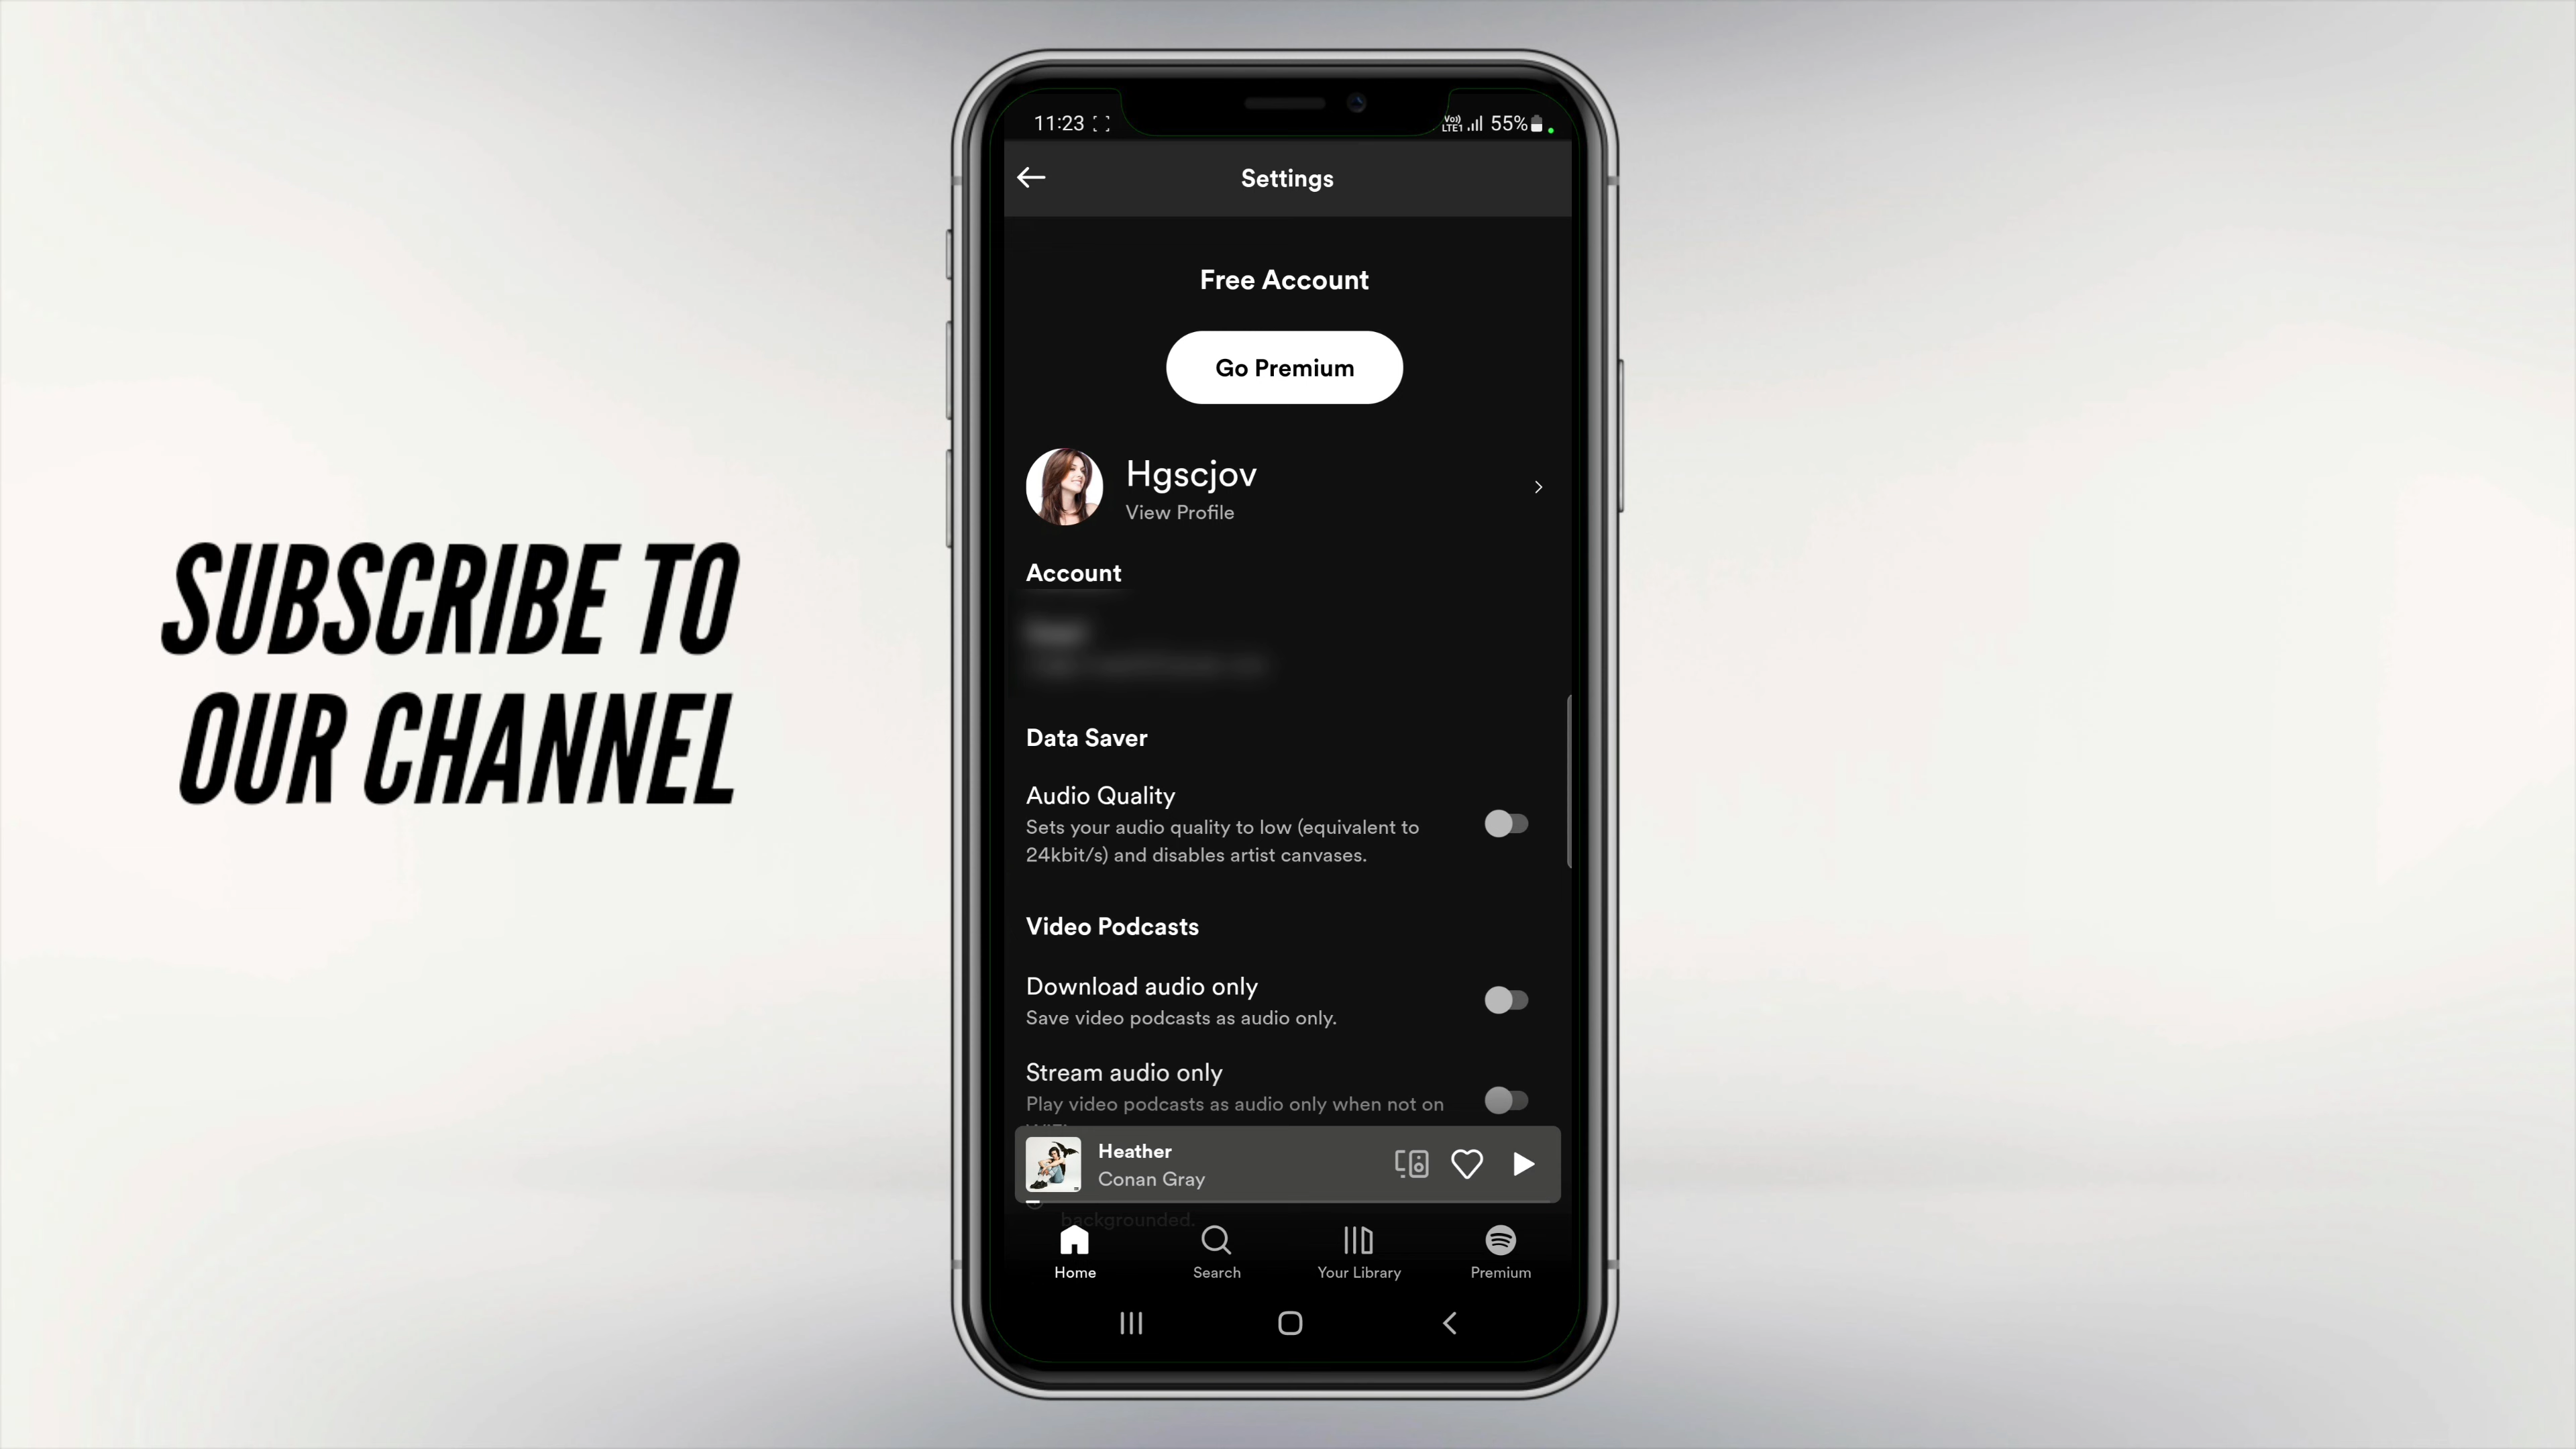 SUBSCRIBE TO
OUR CHANNEL
11:23
Vo)) LTE1 55%
Settings
Free Account
Go Premium
Hgscjov
View Profile
Account
Data Saver
Audio Quality
Sets your audio quality to low (equivalent to
24kbit/s) and disables artist canvases.
Video Podcasts
Download audio only
Save video podcasts as audio only.
Stream audio only
Play video podcasts as audio only when not on
Heather
Conan Gray
backgrounded.
Home
Search
Your Library
Premium